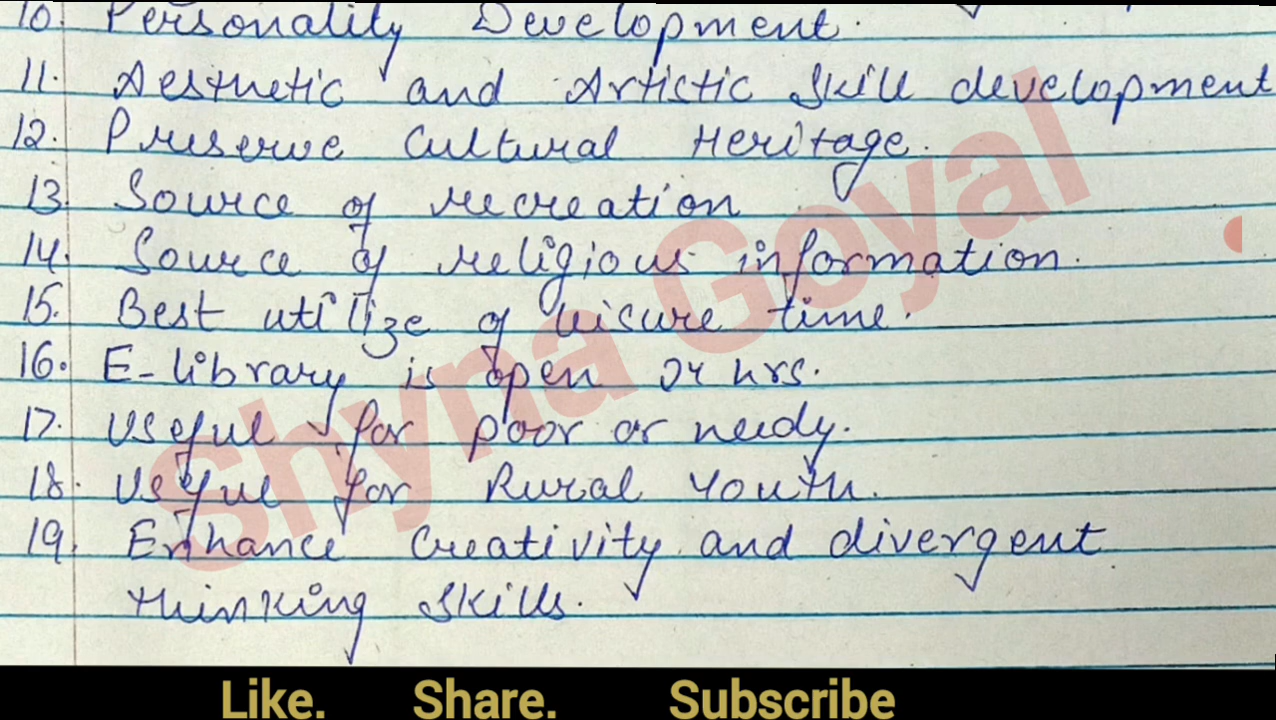 10. Personality Development.
11. Aesthetic and Artistic Skill development
12. Preserve Cultural Heritage.
13. Source of recreation
14. Source of religious information.
15. Best utilize of leisure time.
16. E-library is open 24 hrs.
17. Useful for poor or needy.
18. Useful for Rural Youth.
19. Enhance Creativity and divergent
thinking skills.
Shyna Goyal
Like. Share. Subscribe